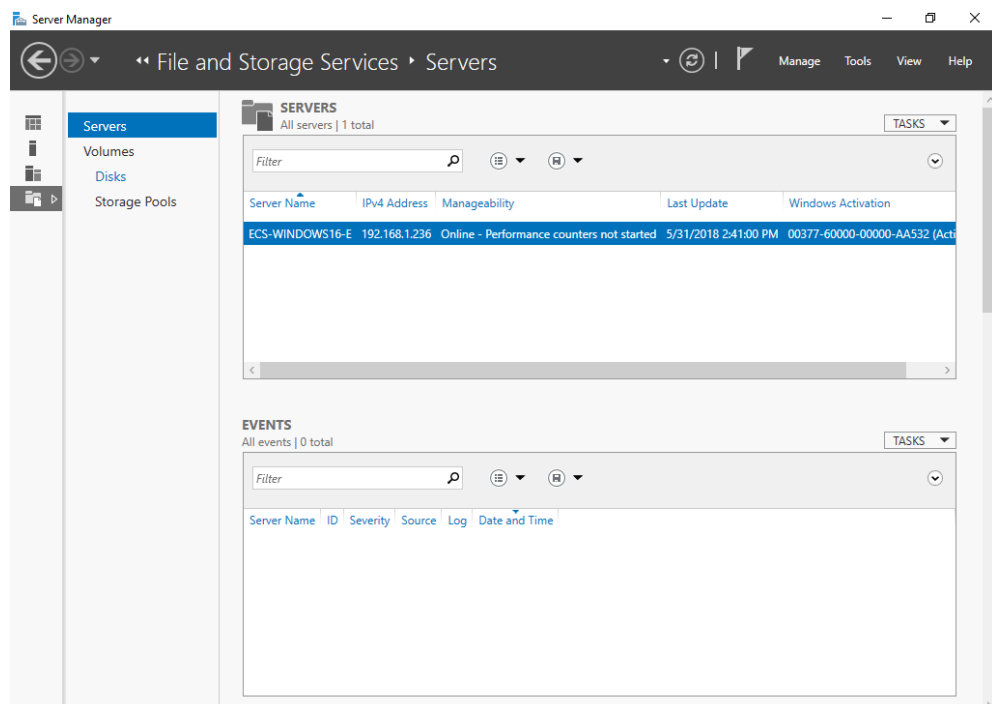 Server Manager
File and Storage Services Servers
Manage Tools View Help
Servers
Volumes
Disks
Storage Pools
SERVERS
All servers | 1 total
TASKS
Filter
Server Name IPv4 Address Manageability Last Update Windows Activation
ECS-WINDOWS16-E 192.168.1.236 Online - Performance counters not started 5/31/2018 2:41:00 PM 00377-60000-00000-AA532 (Acti
EVENTS
All events | 0 total
TASKS
Filter
Server Name ID Severity Source Log Date and Time